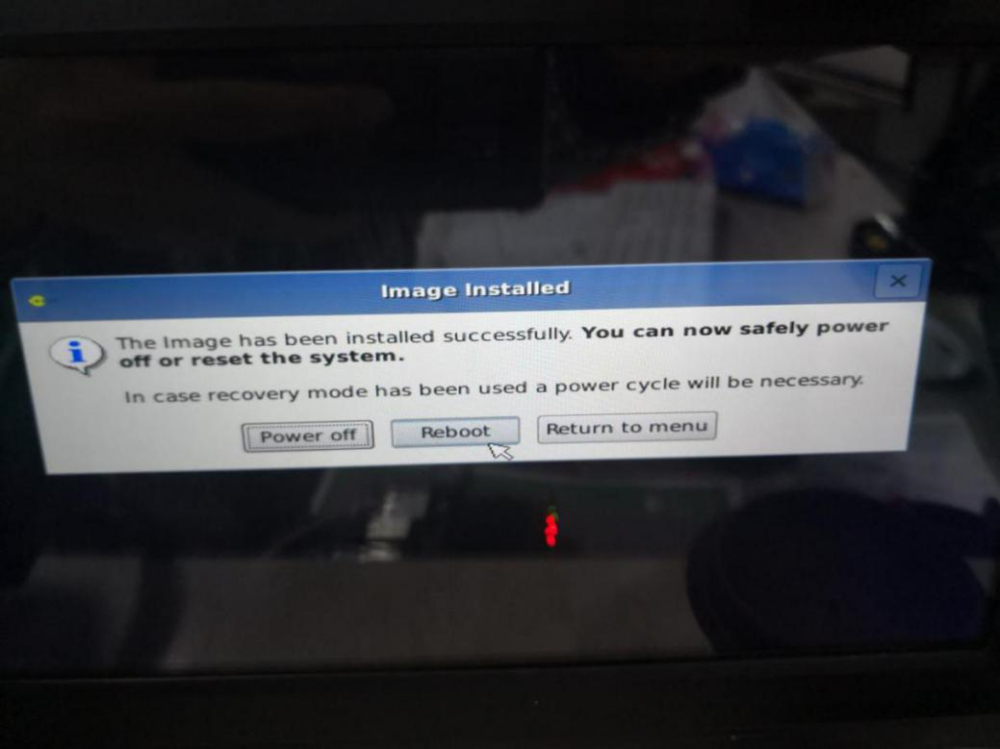 Image Installed
The Image has been installed successfully. You can now safely power
off or reset the system.
In case recovery mode has been used a power cycle will be necessary.
Power off Reboot Return to menu